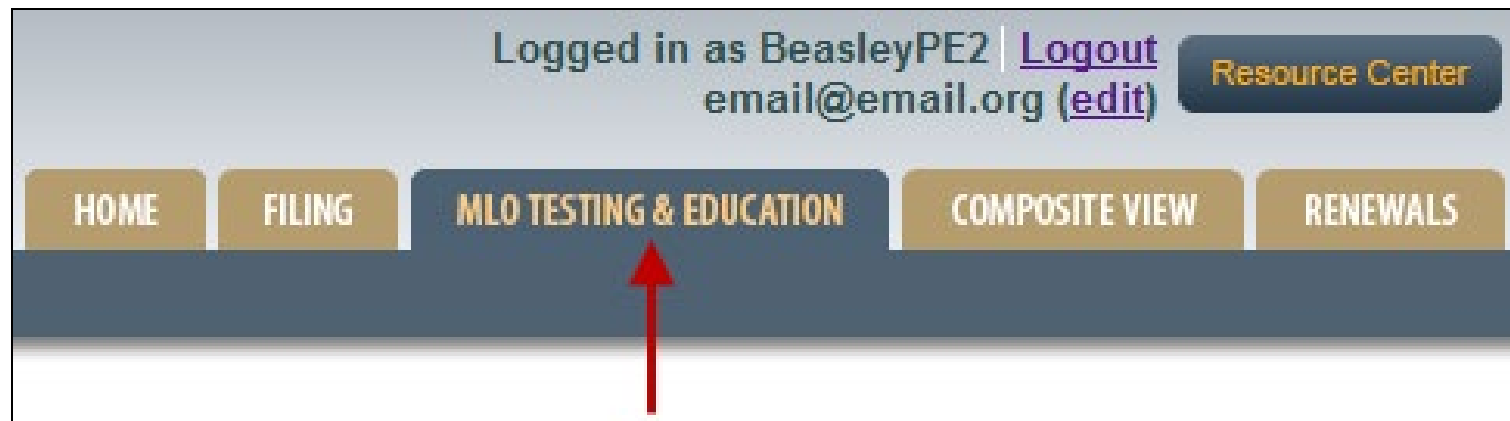 Logged in as BeasleyPE2 Logout
email@email.org (edit)
Resource Center
HOME FILING MLO TESTING & EDUCATION COMPOSITE VIEW RENEWALS